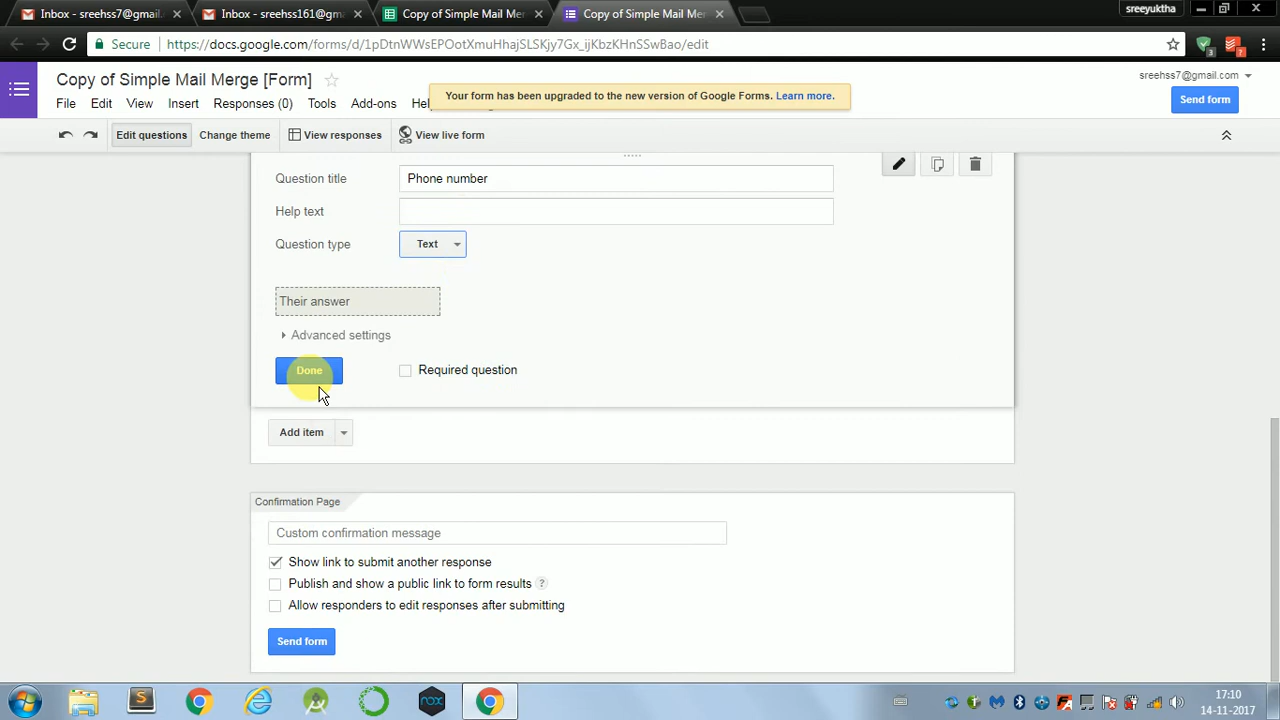 Inbox - sreehss7@gmail.
Inbox - sreehss161@gm
Copy of Simple Mail Mer
Copy of Simple Mail Mer
sreeyuktha
Secure
https://docs.google.com/forms/d/1pDtnWWsEPOotXmuHhajSLSKjy7Gx_ijKbzKHnSSwBao/edit
3
7
Copy of Simple Mail Merge [Form]
sreehss7@gmail.com
Your form has been upgraded to the new version of Google Forms. Learn more.
File Edit View Insert Responses (0) Tools Add-ons
Send form
Edit questions Change theme View responses View live form
Question title Phone number
Help text
Question type Text
Their answer
Advanced settings
Done Required question
Add item
Confirmation Page
Custom confirmation message
Show link to submit another response
Publish and show a public link to form results ?
Allow responders to edit responses after submitting
Send form
S
nox
17:10
14-11-2017